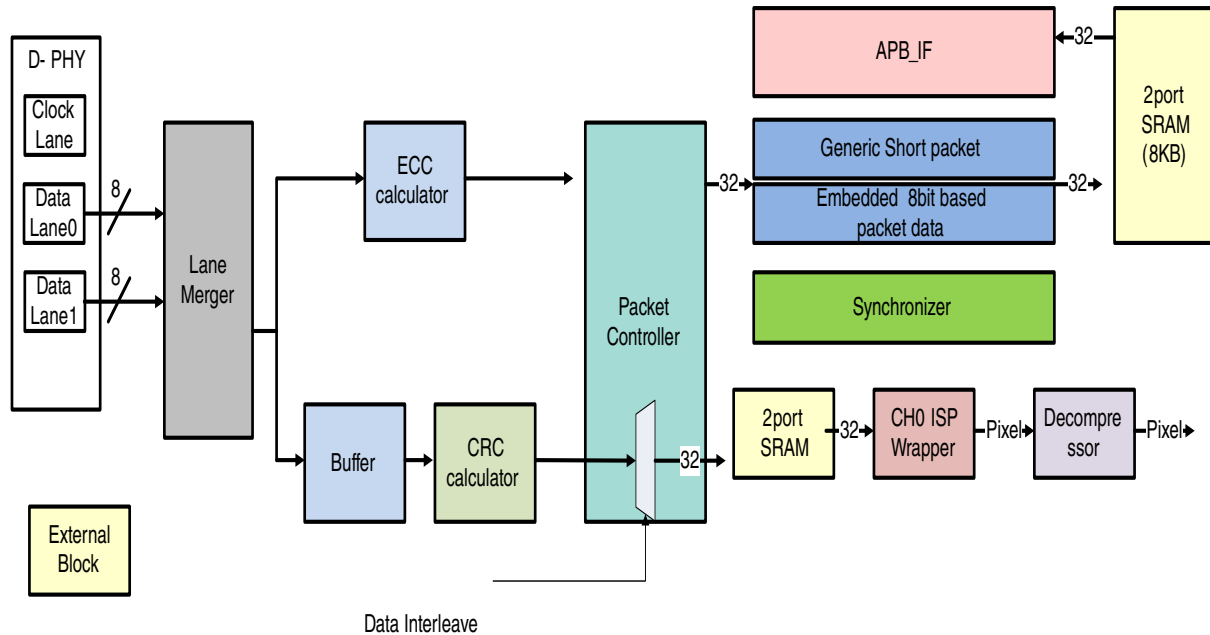 D- PHY
Clock
Lane
8
Data
Lane0
8
Data
Lane1
Lane
Merger
ECC
calculator
Buffer
CRC
calculator
Packet
Controller
32
32
APB_IF
32
Generic Short packet
Embedded 8bit based
packet data
32
2port
SRAM
(8KB)
Synchronizer
2port
SRAM
32
CH0 ISP
Wrapper
Pixel
Decompre
ssor
Pixel
External
Block
Data Interleave